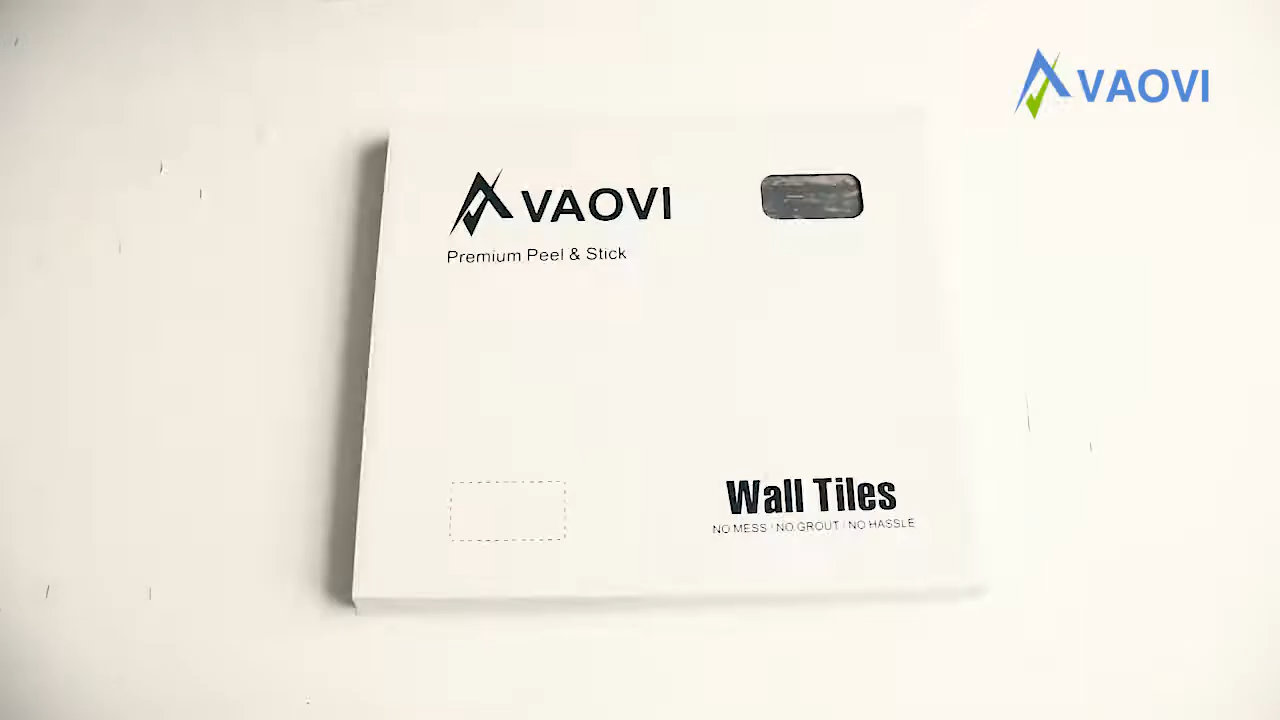 VAOVI
VAOVI
Premium Peel & Stick
Wall Tiles
NO MESS | NO GROUT | NO HASSLE